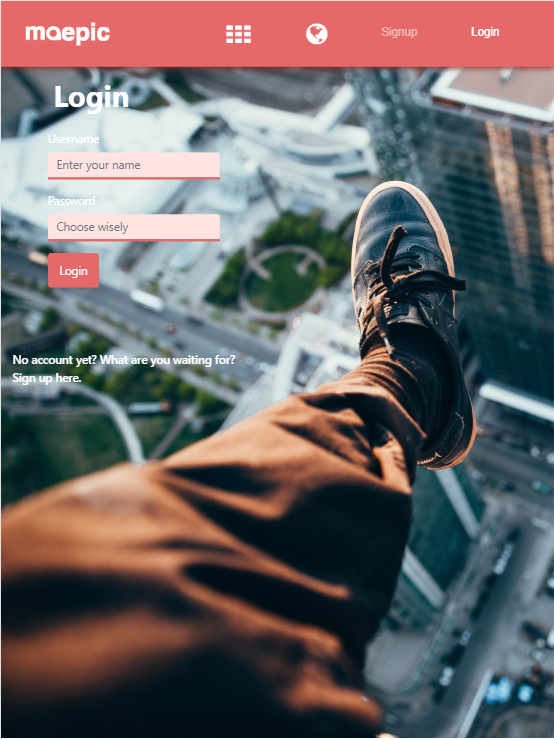 maepic
Signup
Login
Login
Username
Enter your name
Password
Choose wisely
Login
No account yet? What are you waiting for?
Sign up here.